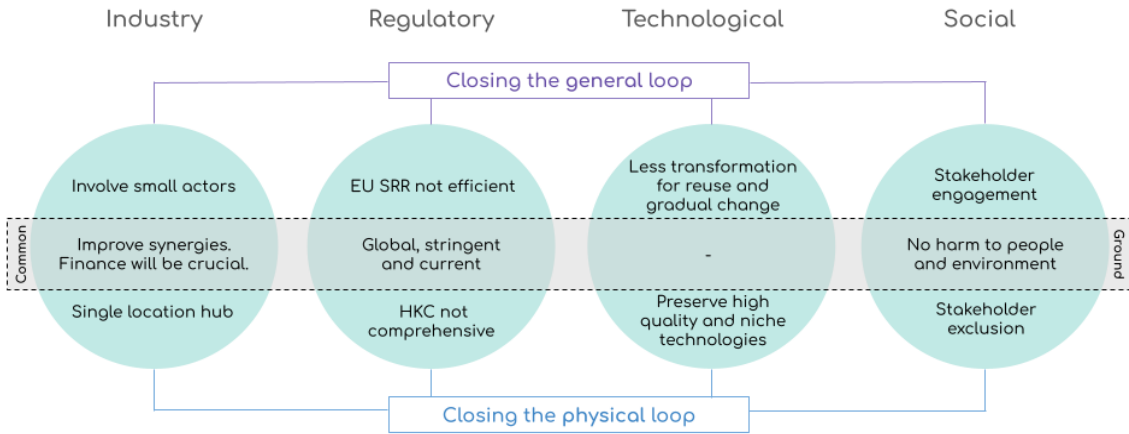 Industry
Regulatory
Technological
Social
Closing the general loop
Involve small actors
EU SRR not efficient
Less transformation
for reuse and
gradual change
Stakeholder
engagement
Common
Improve synergies.
Finance will be crucial.
Global, stringent
and current
-
No harm to people
and environment
Ground
Single location hub
HKC not
comprehensive
Preserve high
quality and niche
technologies
Stakeholder
exclusion
Closing the physical loop